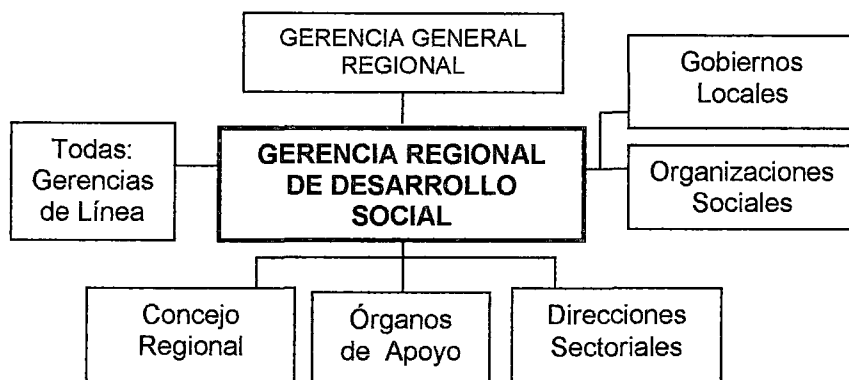 GERENCIA GENERAL
REGIONAL
Gobiernos
Locales
Todas:
Gerencias
de Línea
GERENCIA REGIONAL
DE DESARROLLO
SOCIAL
Organizaciones
Sociales
Concejo
Regional
Órganos
de Apoyo
Direcciones
Sectoriales